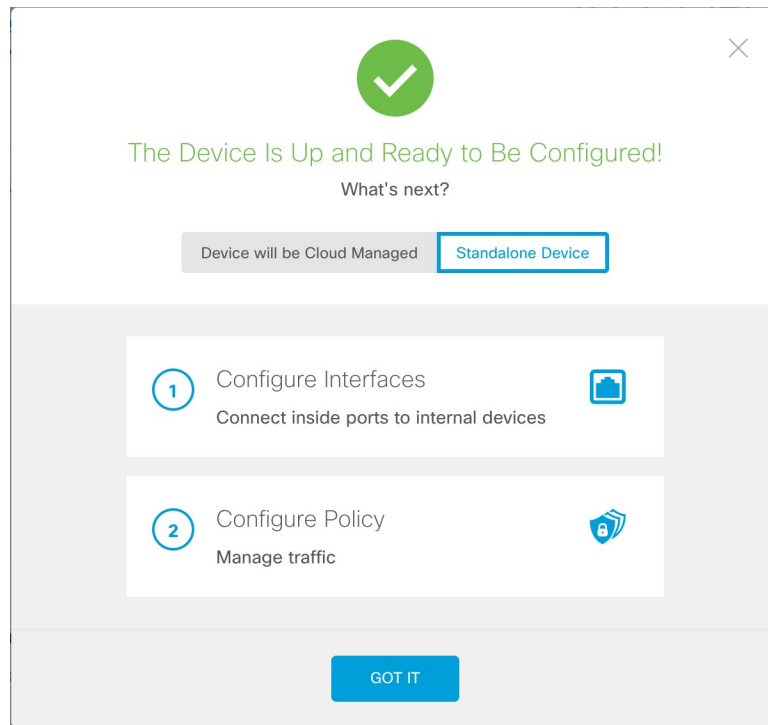 The Device Is Up and Ready to Be Configured!
What's next?
Device will be Cloud Managed
Standalone Device
1
Configure Interfaces
Connect inside ports to internal devices
2
Configure Policy
Manage traffic
GOT IT